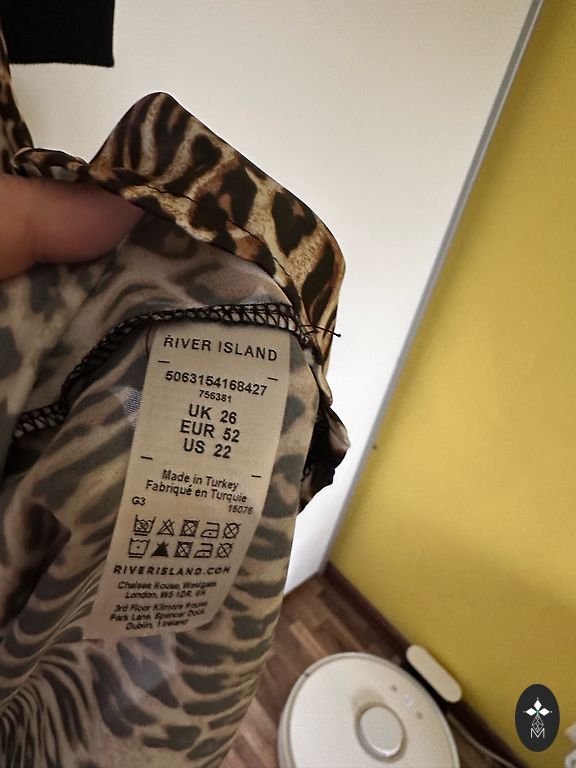 RIVER ISLAND
5063154168427
756381
UK 26
EUR 52
US 22
Made in Turkey
Fabriqué en Turquie
G3
30
RIVERISLAND.COM
Chelsea House, Westgate
London, W5 1DR, UK
3rd Floor Kilmore House
Park Lane, Spencer Dock,
Dublin, 1 Ireland